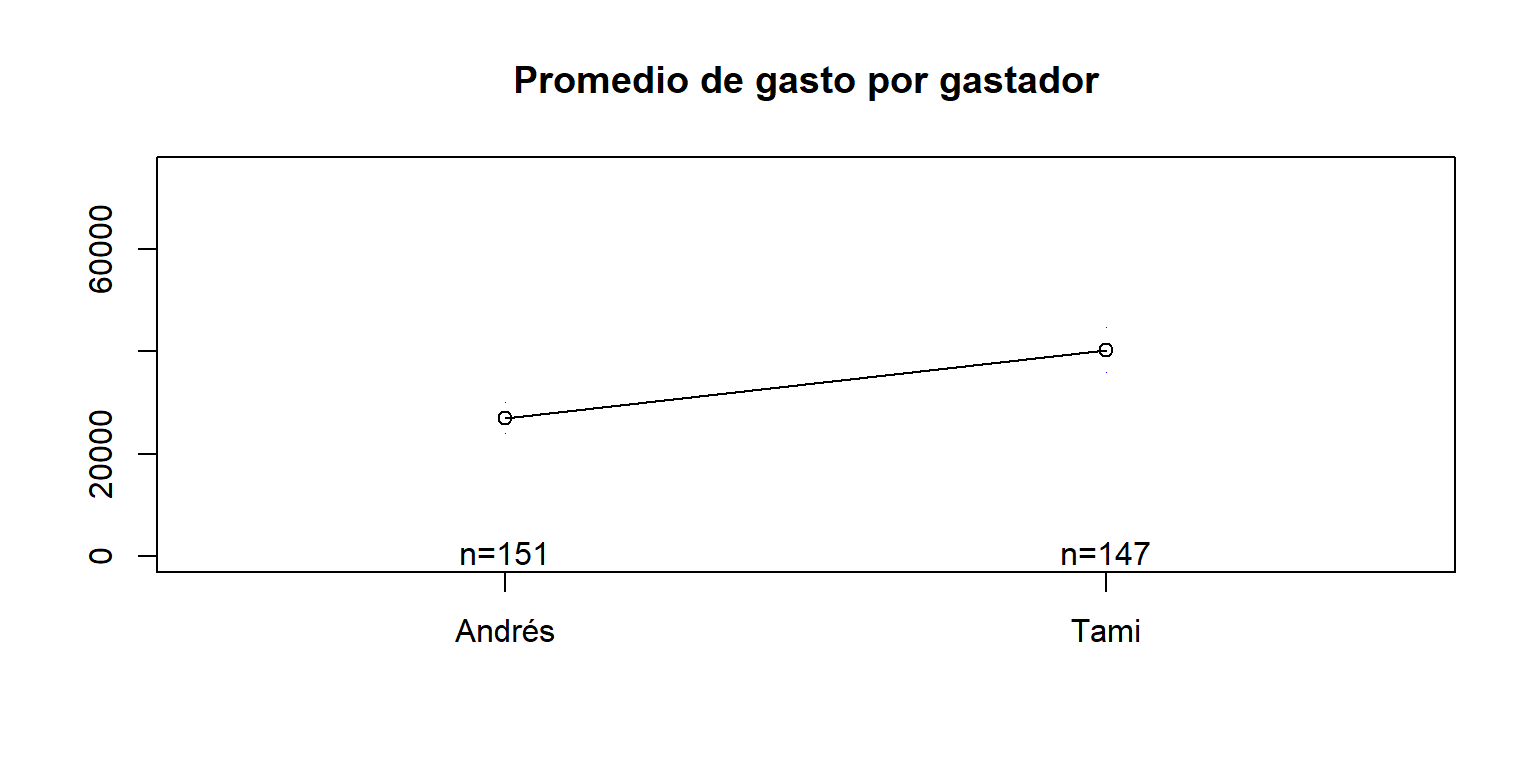 Promedio de gasto por gastador
60000
20000
0
n=151
n=147
Andrés
Tami